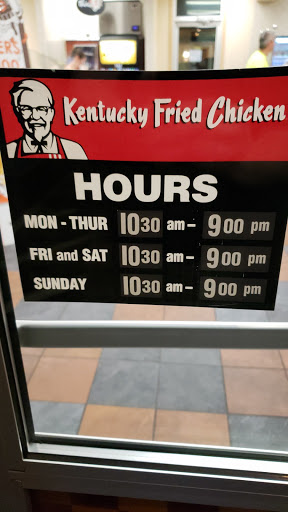 Kentucky Fried Chicken
HOURS
MON - THUR 1030 am - 900 pm
FRI and SAT 1030 am - 900 pm
SUNDAY 1030 am - 900 pm